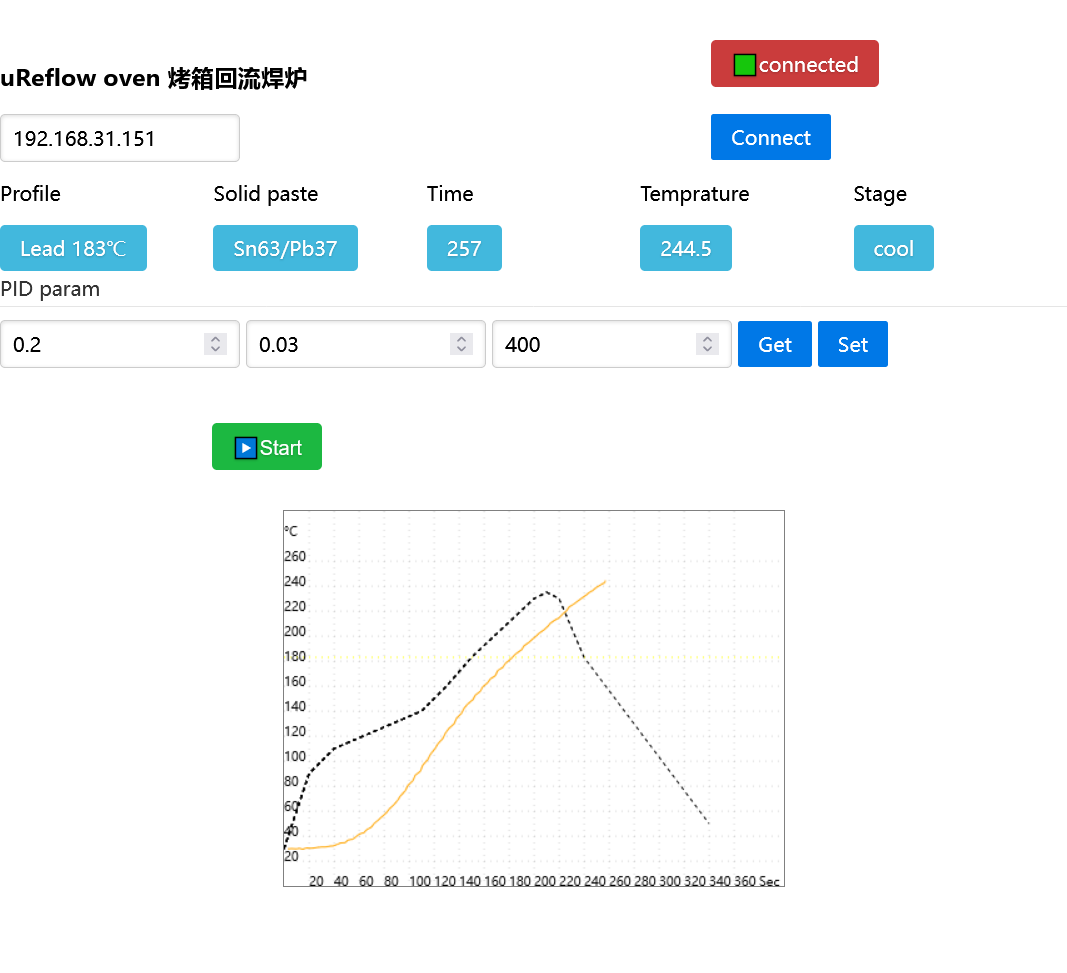 connected
uReflow oven 烤箱回流焊炉
192.168.31.151
Connect
Profile Solid paste Time Temprature Stage
Lead 183℃ Sn63/Pb37 257 244.5 cool
PID param
0.2 0.03 400 Get Set
Start
°C
260
240
220
200
180
160
140
120
100
80
60
40
20
20 40 60 80 100 120 140 160 180 200 220 240 260 280 300 320 340 360 Sec